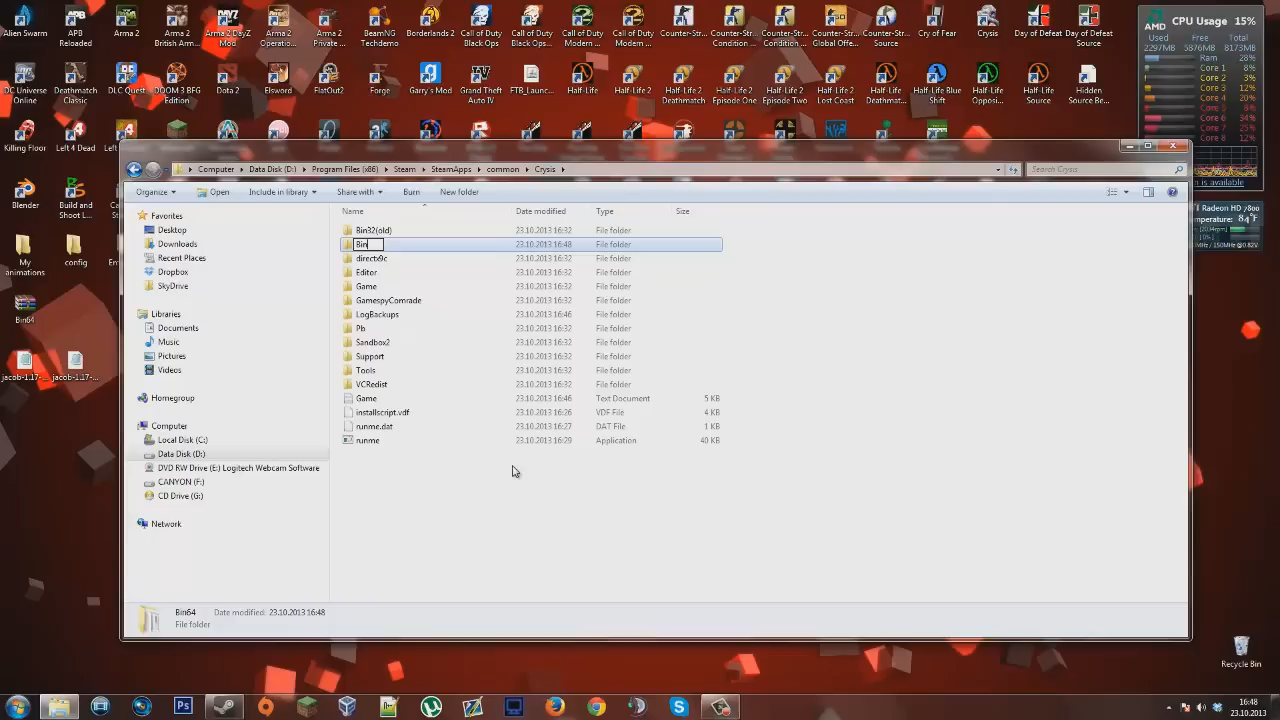 Alien Swarm
APB Reloaded
Arma 2
Arma 2 British Arm...
Arma 2 DayZ Mod
Arma 2 Operatio...
Arma 2 Private ...
BeamNG Techdemo
Borderlands 2
Call of Duty Black Ops
Call of Duty Black Ops...
Call of Duty Modern ...
Call of Duty Modern ...
Counter-Str...
Counter-Str... Condition ...
Counter-Str... Condition ...
Counter-Str... Global Offe...
Counter-Str... Source
Cry of Fear
Crysis
Day of Defeat
Day of Defeat Source
DC Universe Online
Deathmatch Classic
DLC Quest
DOOM 3 BFG Edition
Data 2
Elsword
FlatOut2
Forge
Garry's Mod
Grand Theft Auto IV
FTB_Launc...
Half-Life
Half-Life 2
Half-Life 2 Deathmatch
Half-Life 2 Episode One
Half-Life 2 Episode Two
Half-Life 2 Lost Coast
Half-Life Deathmat...
Half-Life Blue Shift
Half-Life Opposi...
Half-Life Source
Hidden Source Be...
Killing Floor
Left 4 Dead
Left 4
Blender
Build and Shoot L...
My animations
config
Bin64
jacob-1.17-...
jacob-1.17-...
AMD
CPU Usage 15%
Used Free Total
2297MB 5876MB 8173MB
Ram 28%
Core 1 8%
Core 2 3%
Core 3 12%
Core 4 20%
Core 5 8%
Core 6 34%
Core 7 25%
Core 8 12%
n is available
Radeon HD 7800
84°F
MHz / 150MHz @0.82V
Computer Data Disk (D:) Program Files (x86) Steam SteamApps common Crysis
Search Crysis
Organize Open Include in library Share with Burn New folder
Name Date modified Type Size
Favorites
Desktop
Downloads
Recent Places
Dropbox
SkyDrive
Libraries
Documents
Music
Pictures
Videos
Homegroup
Computer
Local Disk (C:)
Data Disk (D:)
DVD RW Drive (E:) Logitech Webcam Software
CANYON (F:)
CD Drive (G:)
Network
Bin32(old) 23.10.2013 16:32 File folder
Bin 23.10.2013 16:48 File folder
directx9c 23.10.2013 16:32 File folder
Editor 23.10.2013 16:32 File folder
Game 23.10.2013 16:32 File folder
GamespyComrade 23.10.2013 16:32 File folder
LogBackups 23.10.2013 16:46 File folder
Pb 23.10.2013 16:32 File folder
Sandbox2 23.10.2013 16:32 File folder
Support 23.10.2013 16:32 File folder
Tools 23.10.2013 16:32 File folder
VCRedist 23.10.2013 16:32 File folder
Game 23.10.2013 16:46 Text Document 5 KB
installscript.vdf 23.10.2013 16:26 VDF File 4 KB
runme.dat 23.10.2013 16:27 DAT File 1 KB
runme 23.10.2013 16:29 Application 40 KB
Bin64 Date modified: 23.10.2013 16:48
File folder
Recycle Bin
16:48
23.10.2013